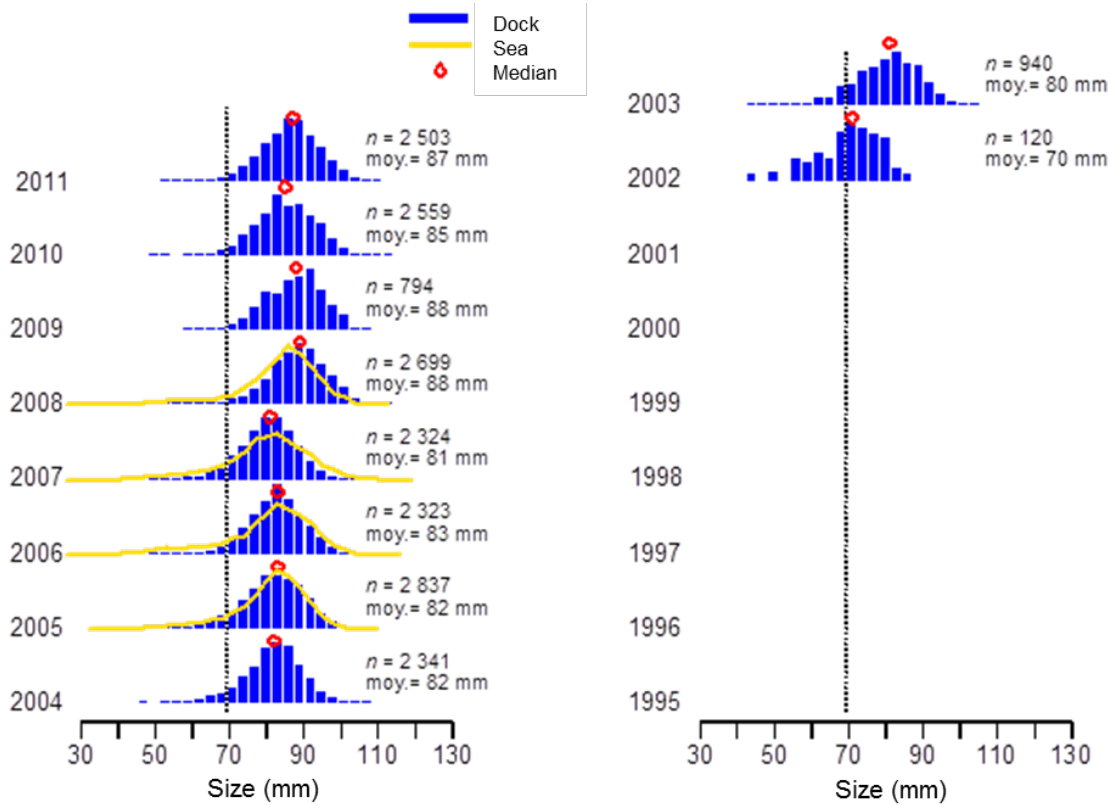 Dock
Sea
Median
n = 2 503
moy.= 87 mm
2011
n = 2 559
moy.= 85 mm
2010
n = 794
moy.= 88 mm
2009
n = 2 699
moy.= 88 mm
2008
n = 2 324
moy.= 81 mm
2007
n = 2 323
moy.= 83 mm
2006
n = 2 837
moy.= 82 mm
2005
n = 2 341
moy.= 82 mm
2004
30 50 70 90 110 130
Size (mm)
n = 940
moy.= 80 mm
2003
n = 120
moy.= 70 mm
2002
2001
2000
1999
1998
1997
1996
1995
30 50 70 90 110 130
Size (mm)